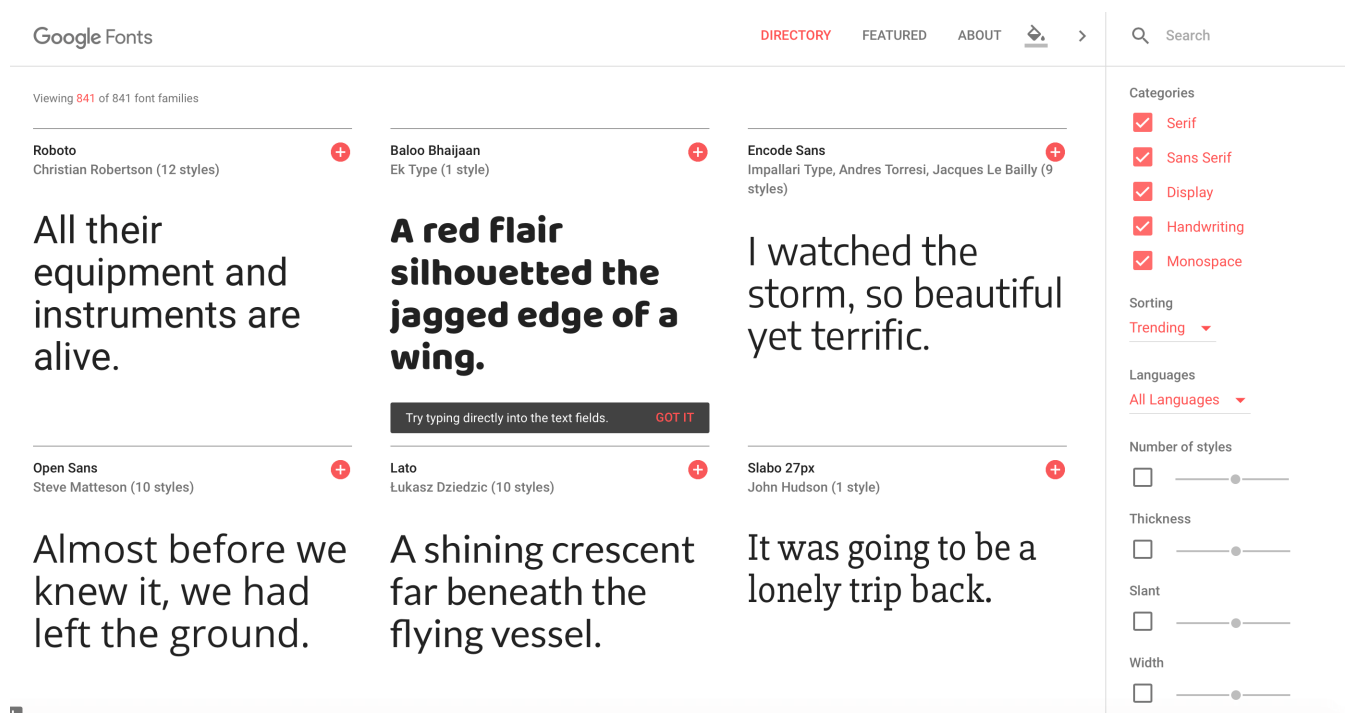 Google Fonts
DIRECTORY
FEATURED
ABOUT
Search
Viewing 841 of 841 font families
Roboto
Christian Robertson (12 styles)
All their
equipment and
instruments are
alive.
Baloo Bhaijaan
Ek Type (1 style)
A red flair
silhouetted the
jagged edge of a
wing.
Try typing directly into the text fields.
GOT IT
Encode Sans
Impallari Type, Andres Torresi, Jacques Le Bailly (9
styles)
I watched the
storm, so beautiful
yet terrific.
Open Sans
Steve Matteson (10 styles)
Almost before we
knew it, we had
left the ground.
Lato
Łukasz Dziedzic (10 styles)
A shining crescent
far beneath the
flying vessel.
Slabo 27px
John Hudson (1 style)
It was going to be a
lonely trip back.
Categories
Serif
Sans Serif
Display
Handwriting
Monospace
Sorting
Trending
Languages
All Languages
Number of styles
Thickness
Slant
Width